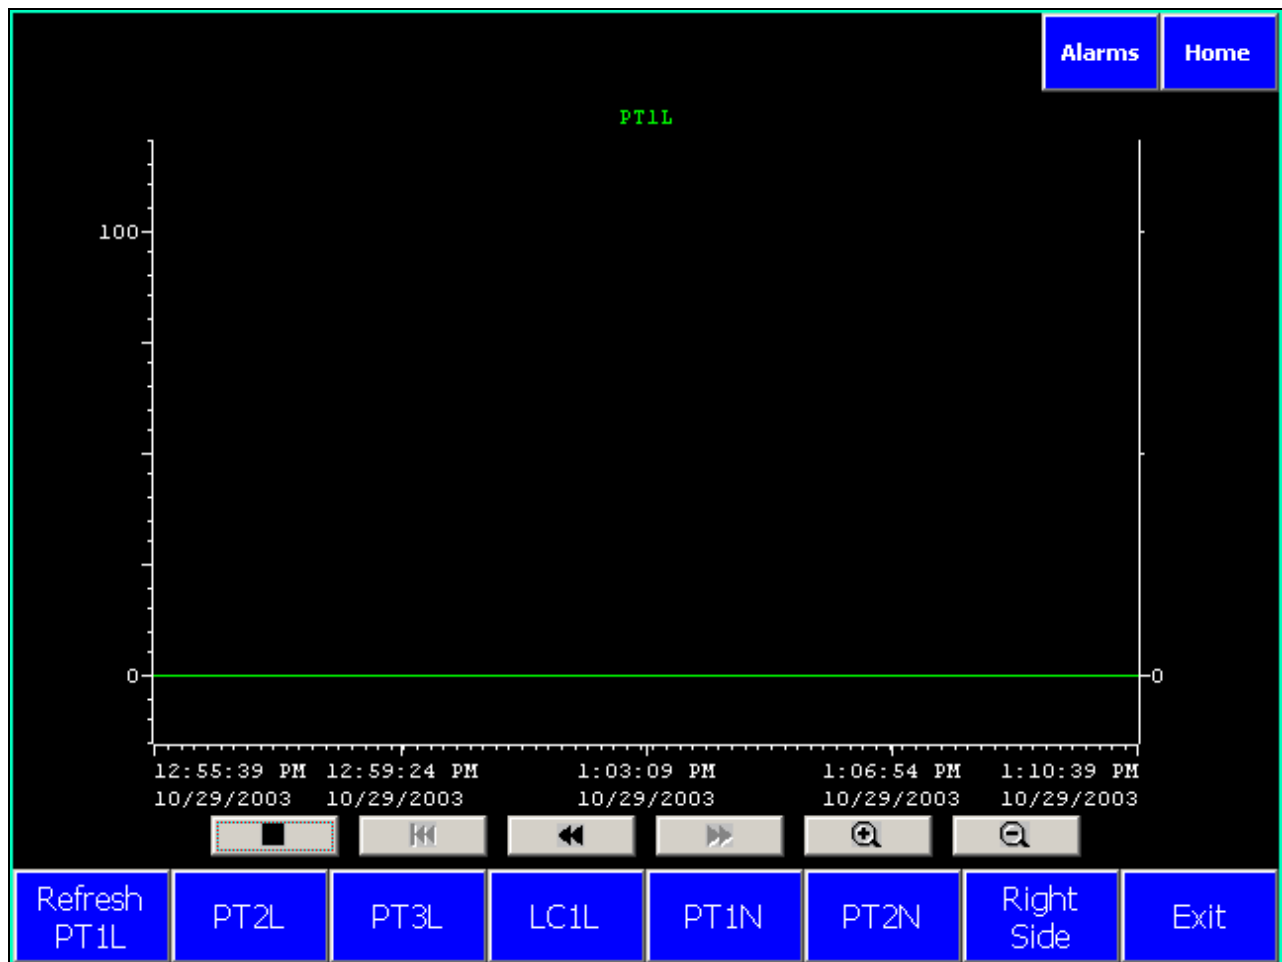 Alarms Home
PT1L
100
0 0
12:55:39 PM 12:59:24 PM 1:03:09 PM 1:06:54 PM 1:10:39 PM
10/29/2003 10/29/2003 10/29/2003 10/29/2003 10/29/2003
Refresh PT2L PT3L LC1L PT1N PT2N Right Exit
PT1L Side